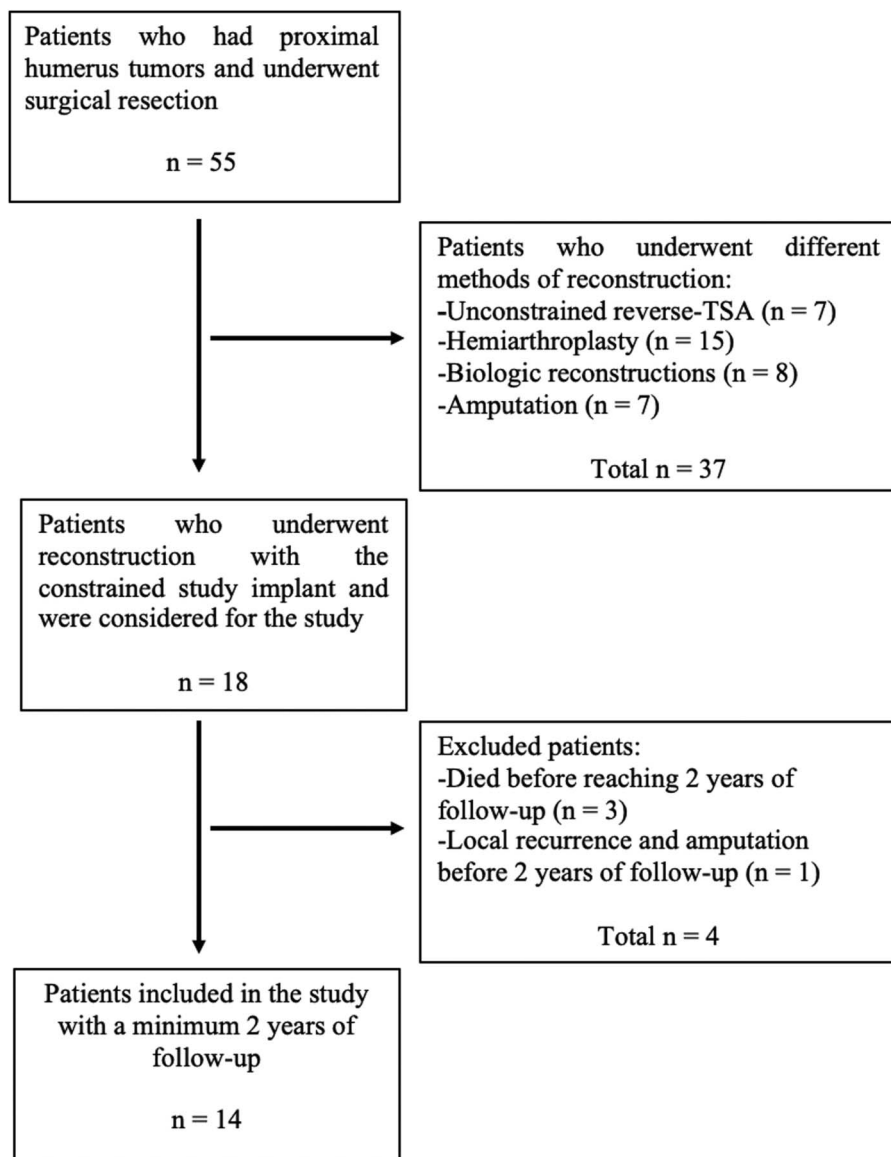 Patients who had proximal
humerus tumors and underwent
surgical resection
n = 55
Patients who underwent different
methods of reconstruction:
-Unconstrained reverse-TSA (n = 7)
-Hemiarthroplasty (n = 15)
-Biologic reconstructions (n = 8)
-Amputation (n = 7)
Total n = 37
Patients who underwent
reconstruction with the
constrained study implant and
were considered for the study
n = 18
Excluded patients:
-Died before reaching 2 years of
follow-up (n = 3)
-Local recurrence and amputation
before 2 years of follow-up (n = 1)
Total n = 4
Patients included in the study
with a minimum 2 years of
follow-up
n = 14